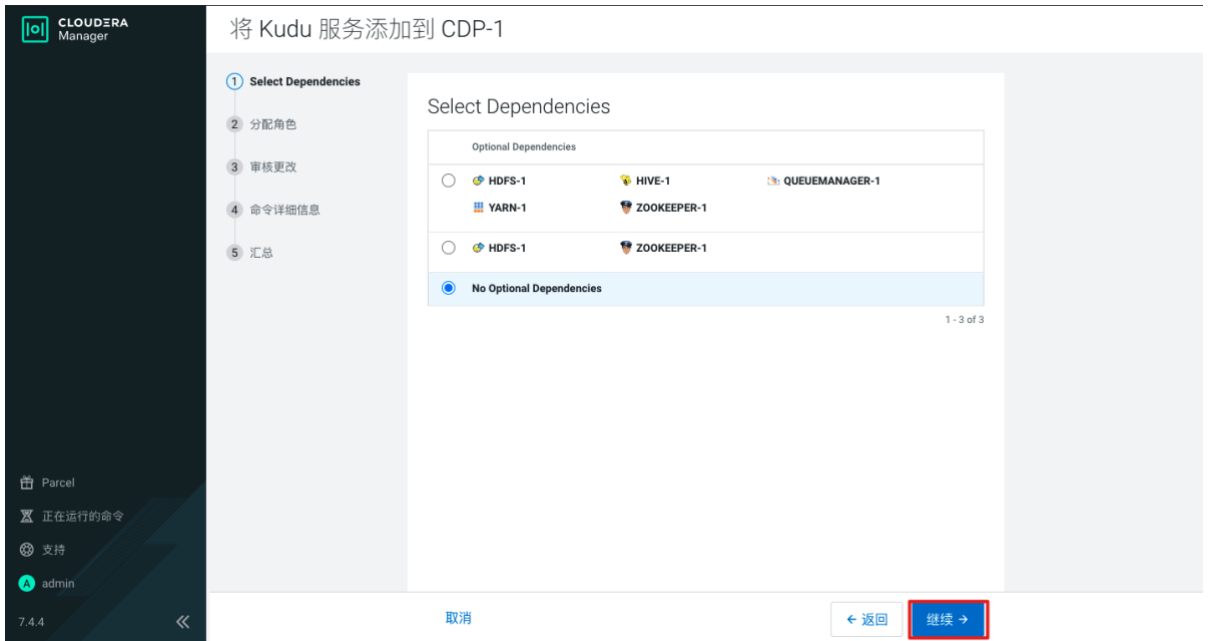 CLOUDERA
Manager
将 Kudu 服务添加到 CDP-1
1 Select Dependencies
2 分配角色
3 审核更改
4 命令详细信息
5 汇总
Select Dependencies
Optional Dependencies
HDFS-1 HIVE-1 QUEUEMANAGER-1
YARN-1 ZOOKEEPER-1
HDFS-1 ZOOKEEPER-1
No Optional Dependencies
1 - 3 of 3
Parcel
正在运行的命令
支持
A admin
7.4.4
取消
← 返回
继续 →